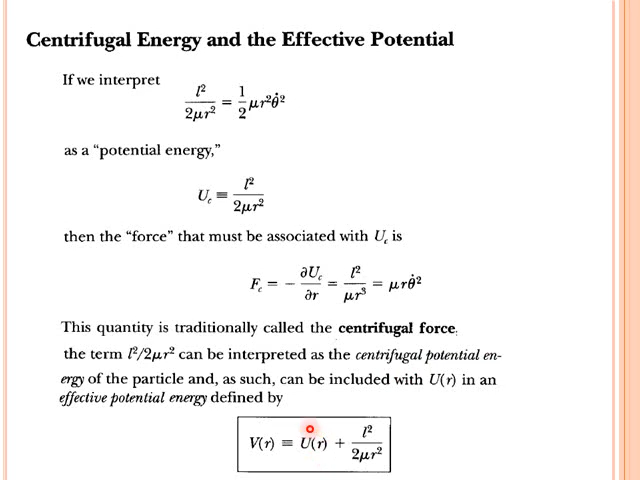 Centrifugal Energy and the Effective Potential
If we interpret
l²/2μr² = 1/2 μr²θ̇²
as a "potential energy,"
U_c ≡ l²/2μr²
then the "force" that must be associated with U_c is
F_c = − ∂U_c/∂r = l²/μr³ = μrθ̇²
This quantity is traditionally called the centrifugal force.
the term l²/2μr² can be interpreted as the centrifugal potential en-
ergy of the particle and, as such, can be included with U(r) in an
effective potential energy defined by
V(r) ≡ U(r) + l²/2μr²